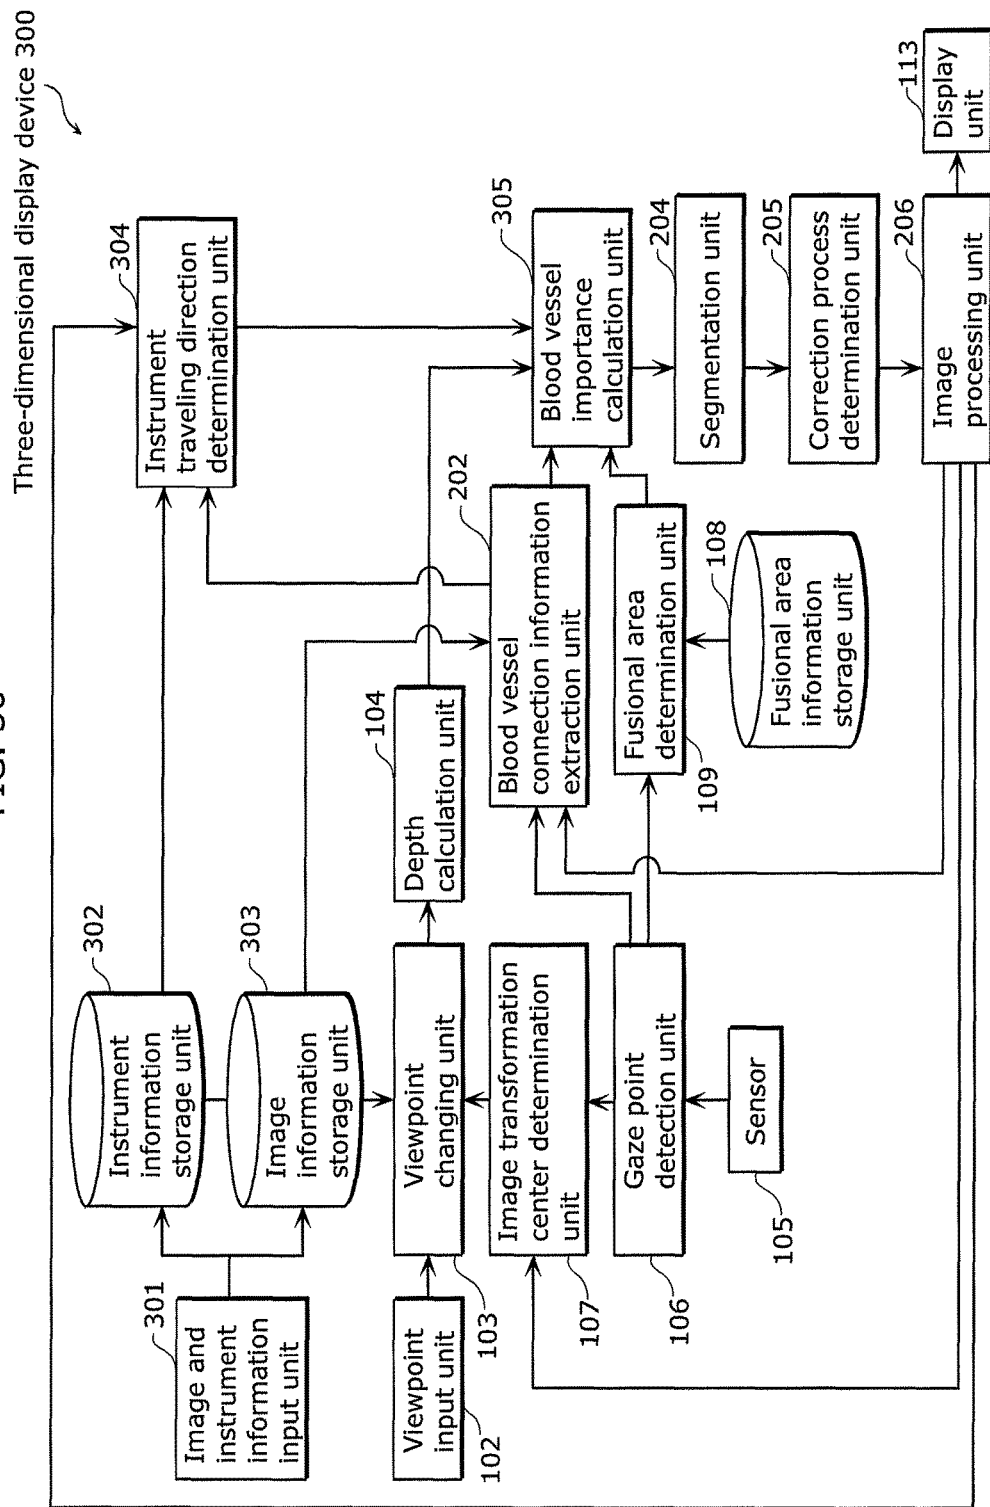 Three-dimensional display device 300
301
Image and
instrument
information
input unit
302
Instrument
information
storage unit
303
Image
information
storage unit
304
Instrument
traveling direction
determination unit
Viewpoint
input unit
102
Viewpoint
changing unit
103
104
Depth
calculation unit
Image transformation
center determination
unit
107
202
Blood vessel
connection information
extraction unit
305
Blood vessel
importance
calculation unit
Gaze point
detection unit
106
Fusional area
determination unit
109
Sensor
105
108
Fusional area
information
storage unit
204
Segmentation unit
205
Correction process
determination unit
206
Image
processing unit
113
Display
unit